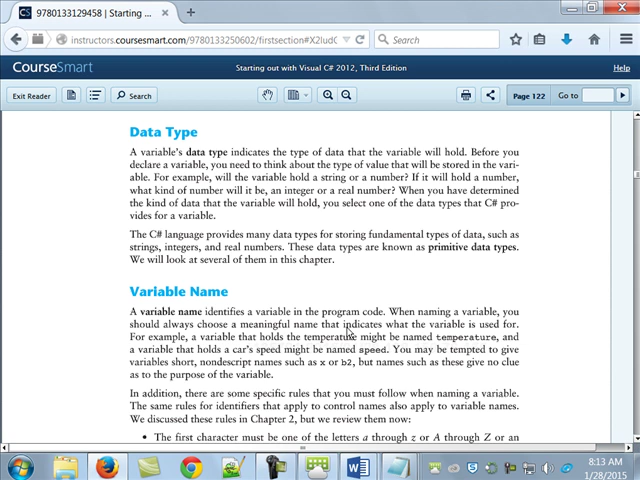 9780133129458 | Starting ...
instructors.coursesmart.com/9780133250602/firstsection#X2ludC
Search
CourseSmart
Starting out with Visual C# 2012, Third Edition
Help
Exit Reader
Search
Page 122
Go to
Data Type
A variable's data type indicates the type of data that the variable will hold. Before you
declare a variable, you need to think about the type of value that will be stored in the vari-
able. For example, will the variable hold a string or a number? If it will hold a number,
what kind of number will it be, an integer or a real number? When you have determined
the kind of data that the variable will hold, you select one of the data types that C# pro-
vides for a variable.
The C# language provides many data types for storing fundamental types of data, such as
strings, integers, and real numbers. These data types are known as primitive data types.
We will look at several of them in this chapter.
Variable Name
A variable name identifies a variable in the program code. When naming a variable, you
should always choose a meaningful name that indicates what the variable is used for.
For example, a variable that holds the temperature might be named temperature, and
a variable that holds a car's speed might be named speed. You may be tempted to give
variables short, nondescript names such as x or b2, but names such as these give no clue
as to the purpose of the variable.
In addition, there are some specific rules that you must follow when naming a variable.
The same rules for identifiers that apply to control names also apply to variable names.
We discussed these rules in Chapter 2, but we review them now:
• The first character must be one of the letters a through z or A through Z or an
8:13 AM
1/28/2015